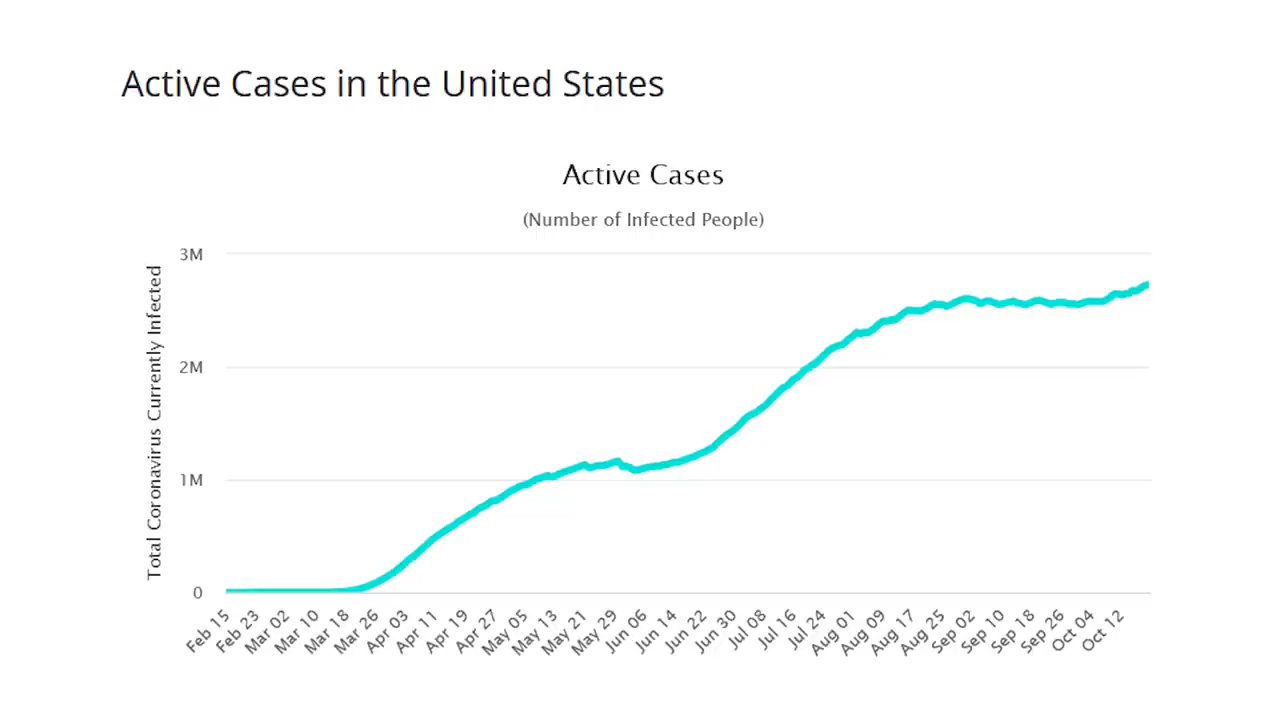 Active Cases in the United States
Active Cases
(Number of Infected People)
Total Coronavirus Currently Infected
3M
2M
1M
0
Feb 15
Feb 23
Mar 02
Mar 10
Mar 18
Mar 26
Apr 03
Apr 11
Apr 19
Apr 27
May 05
May 13
May 21
May 29
Jun 06
Jun 14
Jun 22
Jun 30
Jul 08
Jul 16
Jul 24
Aug 01
Aug 09
Aug 17
Aug 25
Sep 02
Sep 10
Sep 18
Sep 26
Oct 04
Oct 12